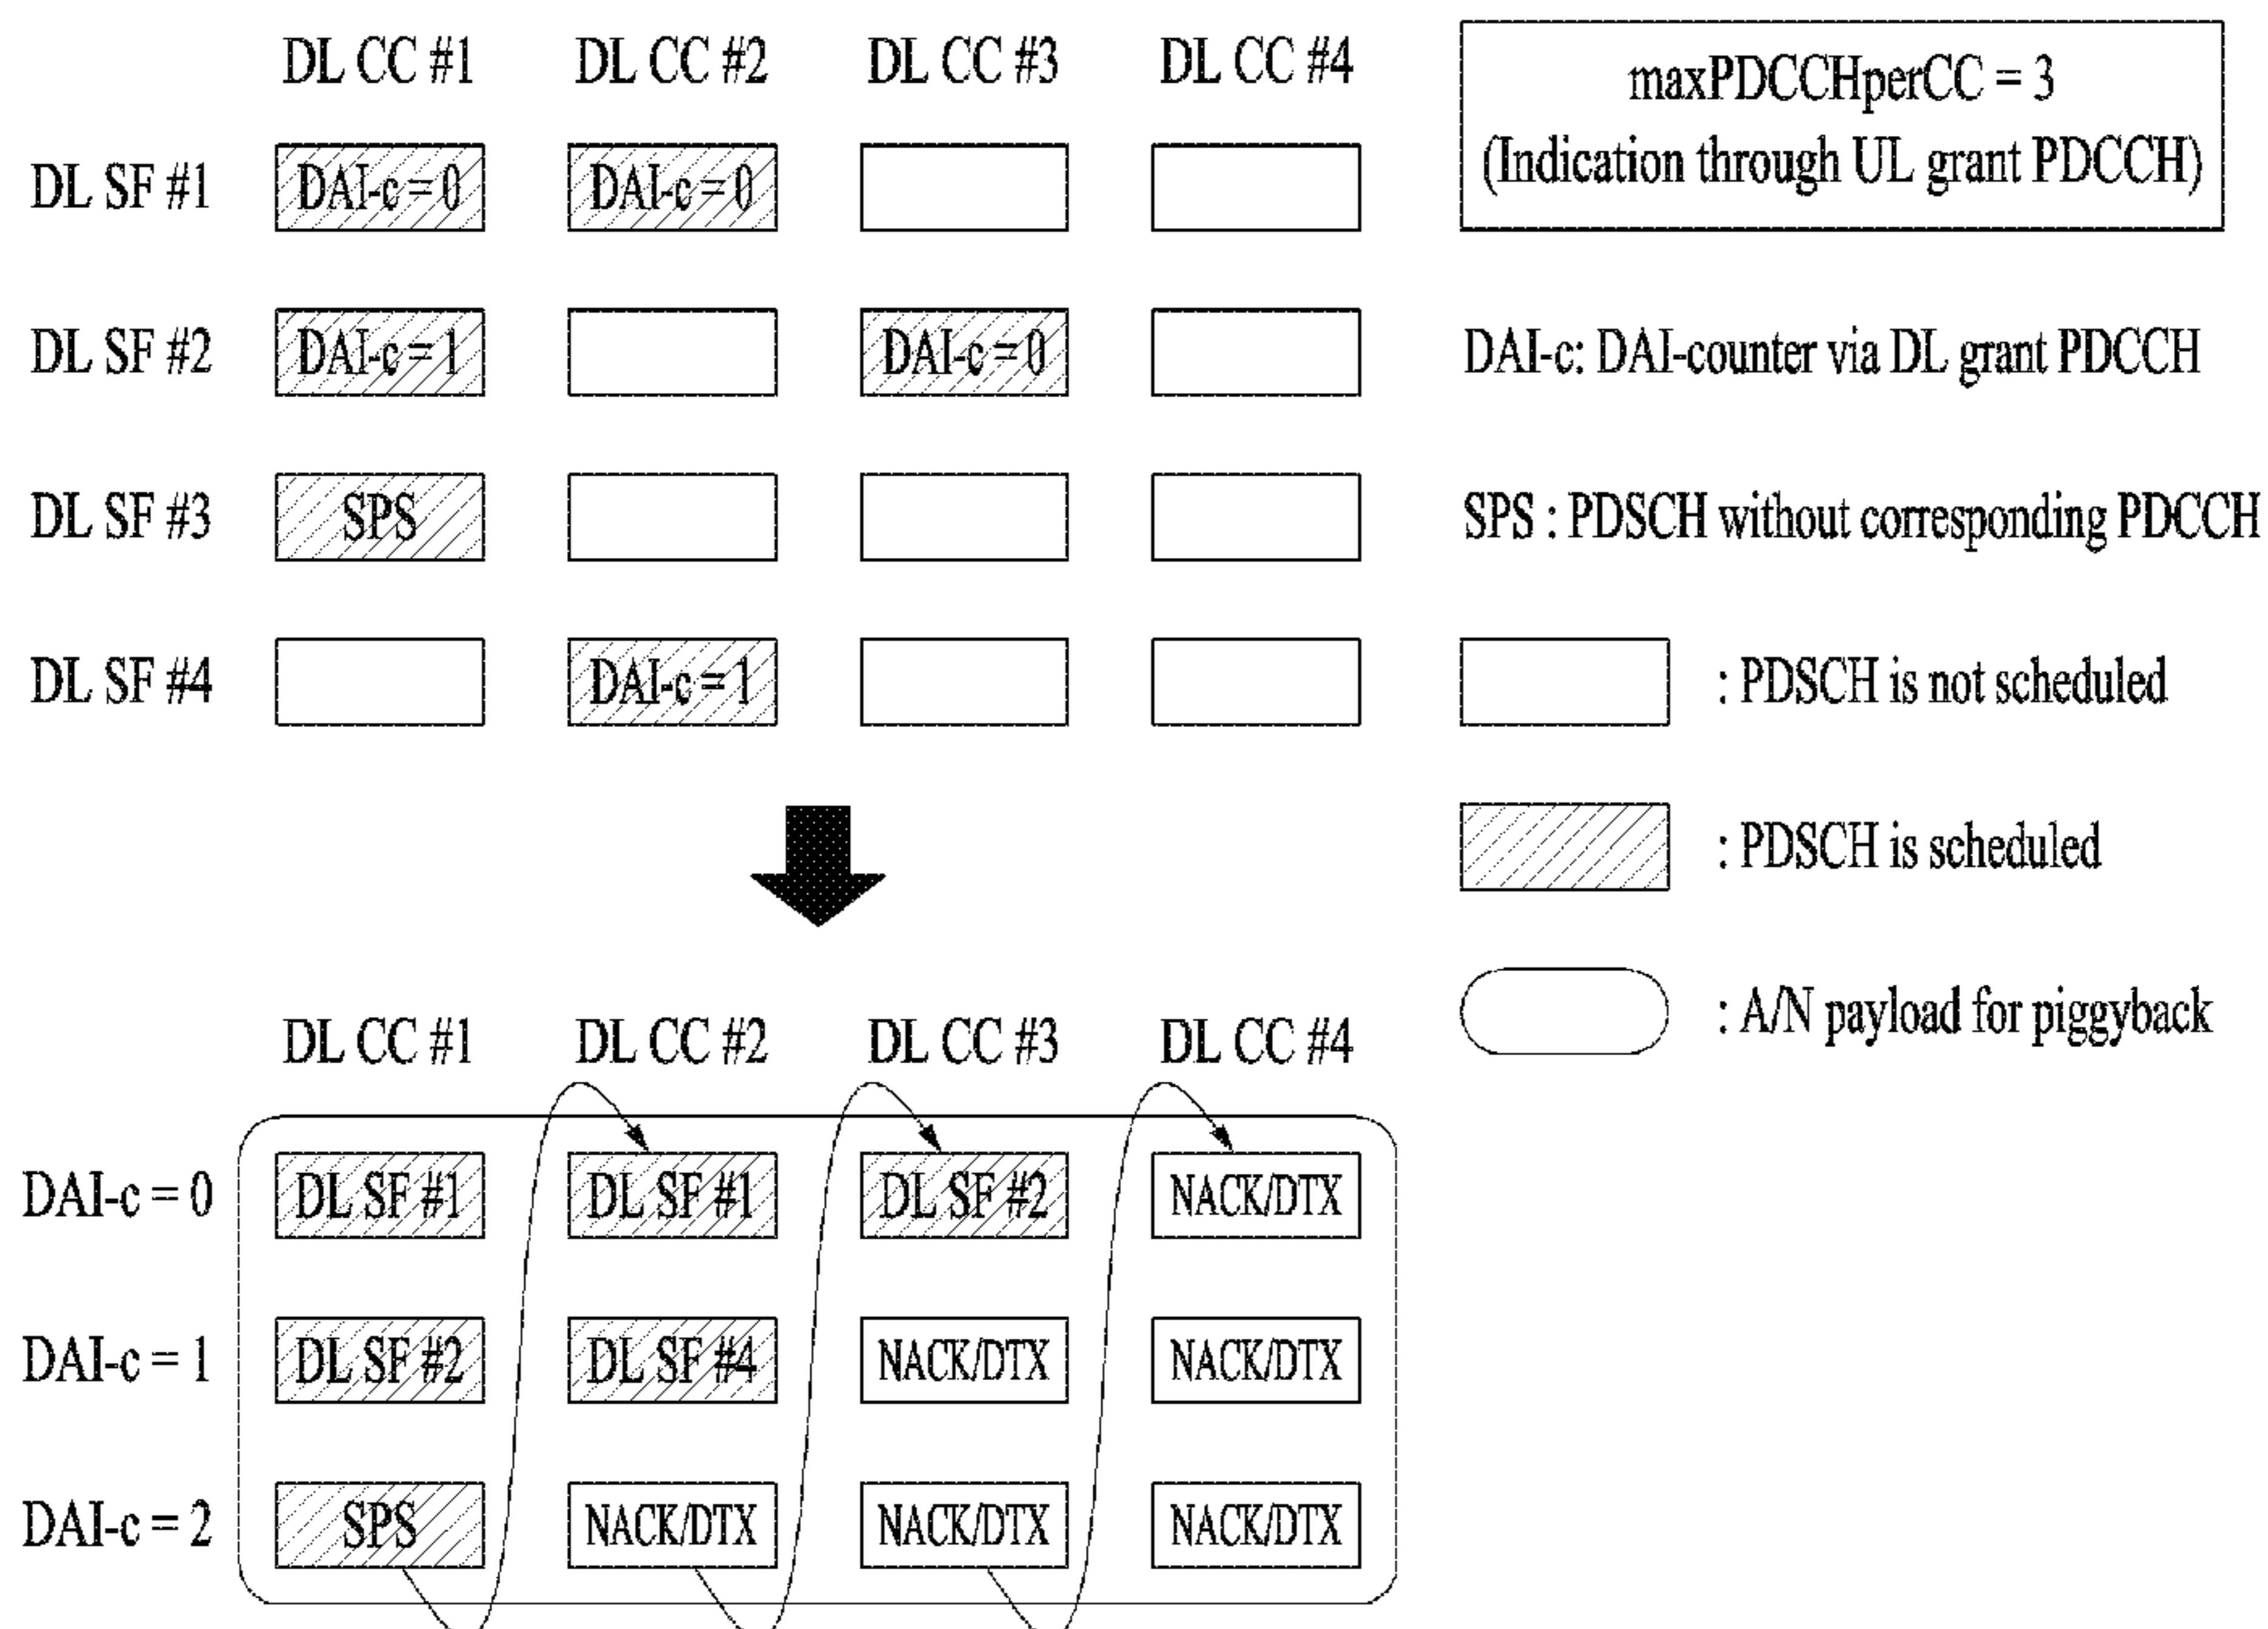 DL CC #1 DL CC #2 DL CC #3 DL CC #4
maxPDCCHperCC = 3
(Indication through UL grant PDCCH)
DL SF #1 DAI-c = 0 DAI-c = 0
DL SF #2 DAI-c = 1 DAI-c = 0
DAI-c: DAI-counter via DL grant PDCCH
DL SF #3 SPS
SPS : PDSCH without corresponding PDCCH
DL SF #4 DAI-c = 1
: PDSCH is not scheduled
: PDSCH is scheduled
: A/N payload for piggyback
DL CC #1 DL CC #2 DL CC #3 DL CC #4
DAI-c = 0 DL SF #1 DL SF #1 DL SF #2 NACK/DTX
DAI-c = 1 DL SF #2 DL SF #4 NACK/DTX NACK/DTX
DAI-c = 2 SPS NACK/DTX NACK/DTX NACK/DTX